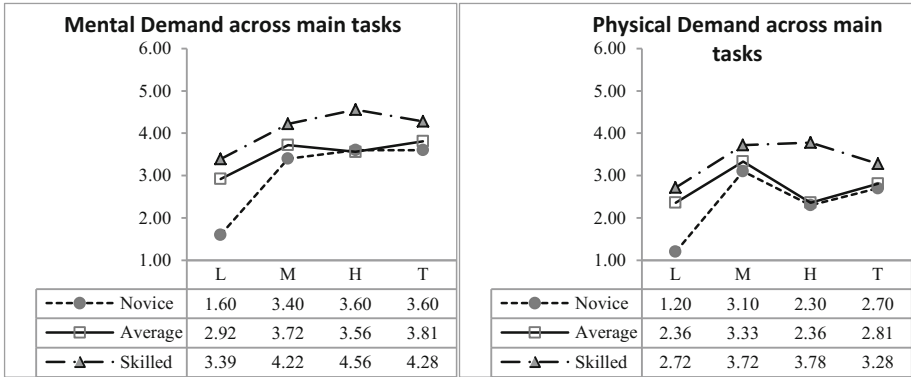 Mental Demand across main tasks
6.00
5.00
4.00
3.00
2.00
1.00
L M H T
Novice 1.60 3.40 3.60 3.60
Average 2.92 3.72 3.56 3.81
Skilled 3.39 4.22 4.56 4.28
Physical Demand across main
tasks
6.00
5.00
4.00
3.00
2.00
1.00
L M H T
Novice 1.20 3.10 2.30 2.70
Average 2.36 3.33 2.36 2.81
Skilled 2.72 3.72 3.78 3.28